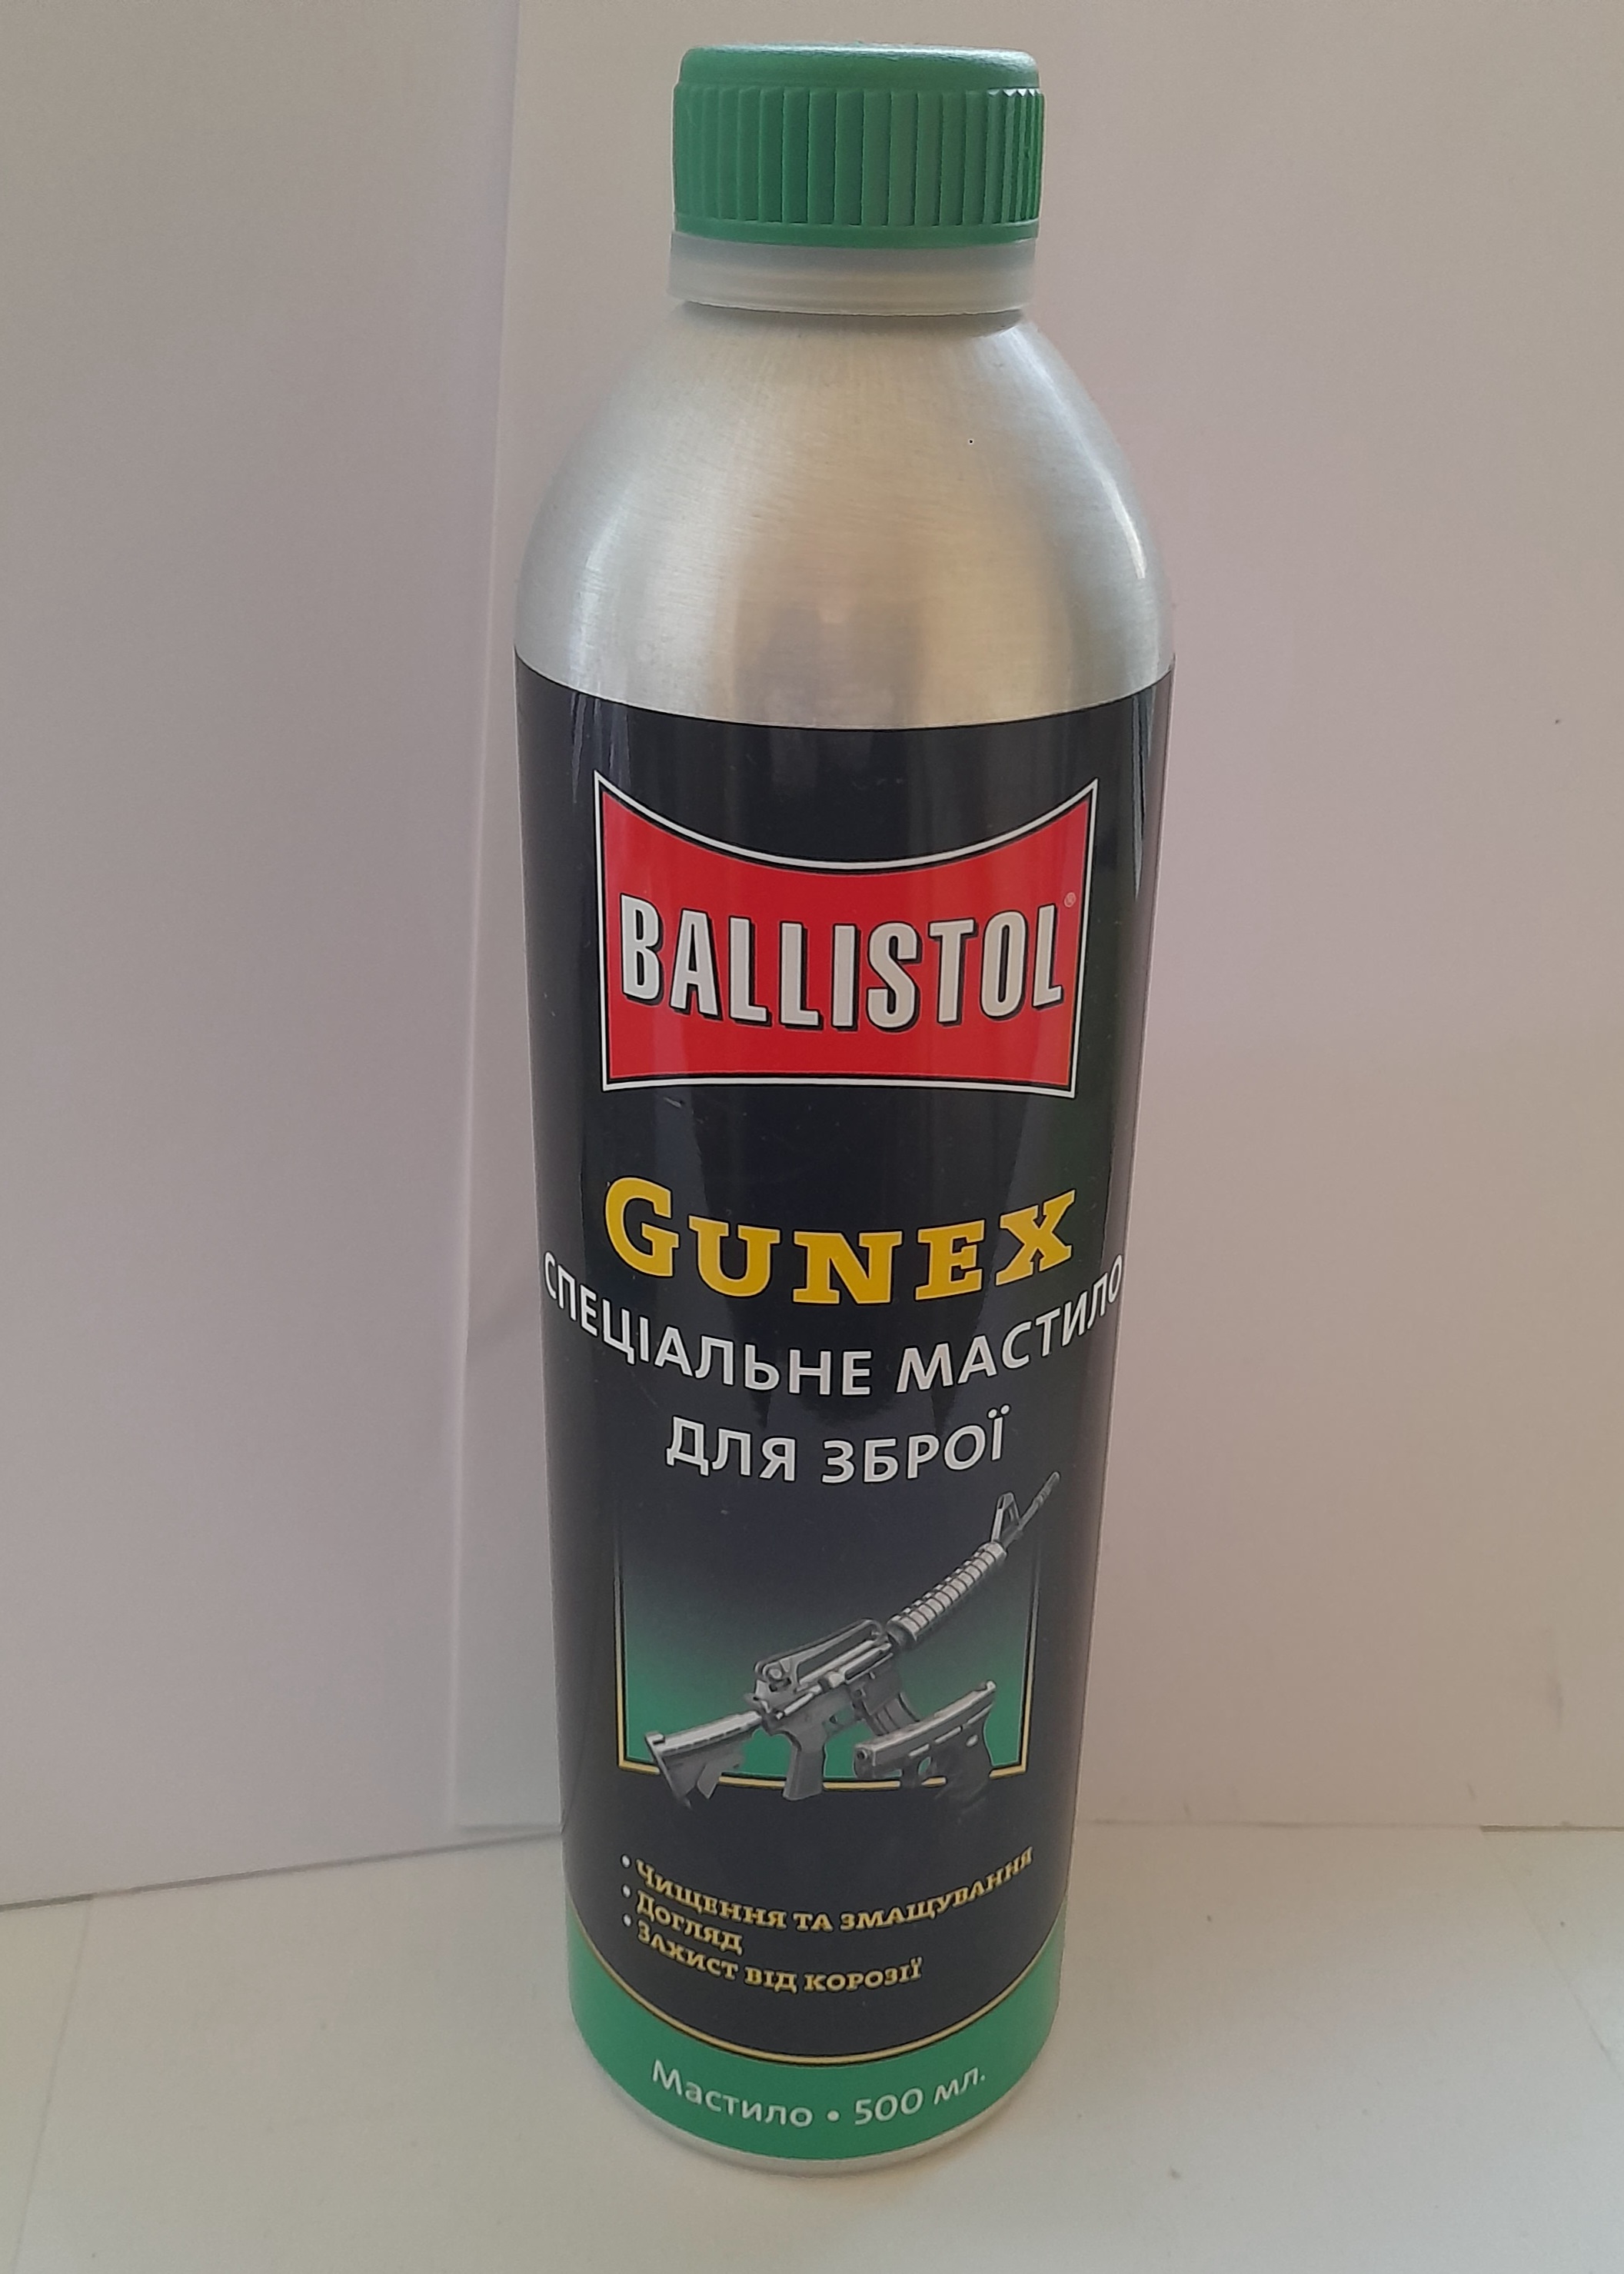 BALLISTOL®
GUNEX
СПЕЦІАЛЬНЕ МАСТИЛО
ДЛЯ ЗБРОЇ
• Чищення та змащування
• Догляд
• Захист від корозії
Мастило • 500 мл.